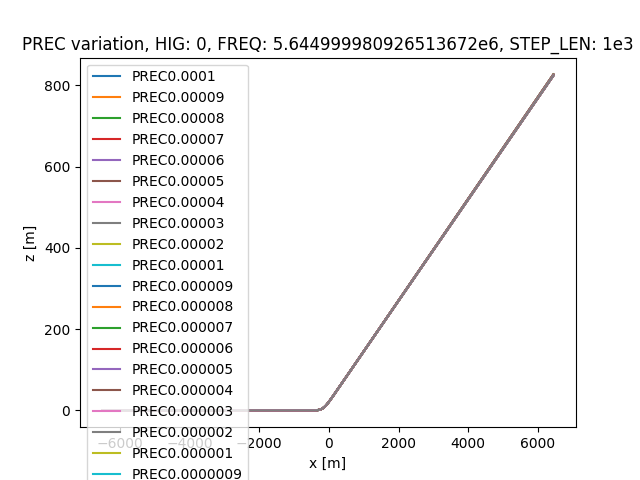 PREC variation, HIG: 0, FREQ: 5.644999980926513672e6, STEP_LEN: 1e3
z [m]
800
600
400
200
0
PREC0.0001
PREC0.00009
PREC0.00008
PREC0.00007
PREC0.00006
PREC0.00005
PREC0.00004
PREC0.00003
PREC0.00002
PREC0.00001
PREC0.000009
PREC0.000008
PREC0.000007
PREC0.000006
PREC0.000005
PREC0.000004
PREC0.000003
PREC0.000002
PREC0.000001
PREC0.0000009
−6000 −4000 −2000 0 2000 4000 6000
x [m]